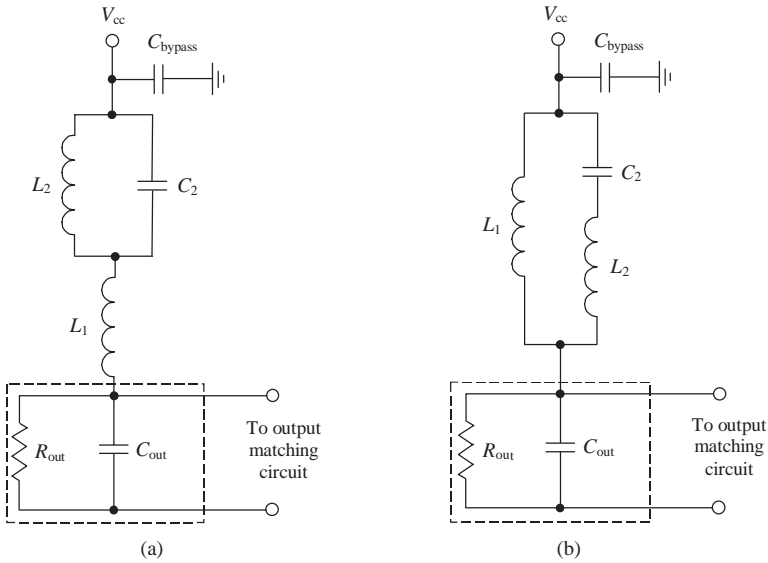 Vcc
Cbypass
L2
C2
L1
Rout
Cout
To output
matching
circuit
(a)
Vcc
Cbypass
L1
C2
L2
Rout
Cout
To output
matching
circuit
(b)